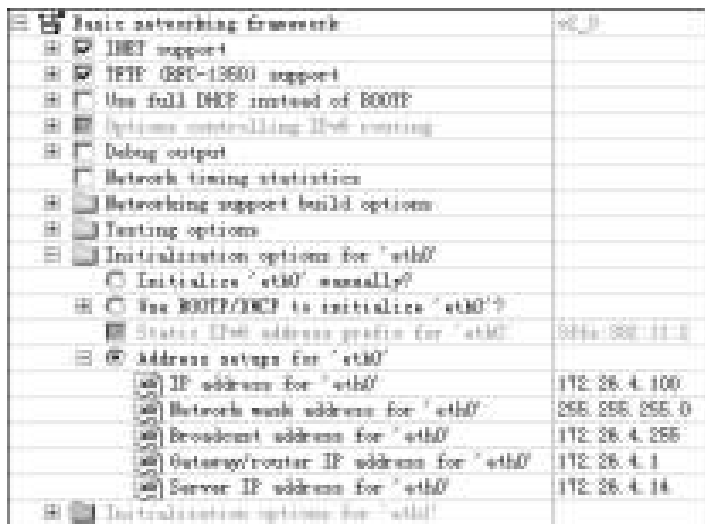 Basic networking framework v2_0
INET support
TFTP (RFC-1350) support
Use full DHCP instead of BOOTP
Options controlling IPv6 routing
Debug output
Network timing statistics
Networking support build options
Testing options
Initialization options for 'eth0'
Initialize 'eth0' manually?
Use BOOTP/DHCP to initialize 'eth0'?
Static IPv6 address prefix for 'eth0'
Address setups for 'eth0'
IP address for 'eth0' 172.26.4.100
Network mask address for 'eth0' 255.255.255.0
Broadcast address for 'eth0' 172.26.4.255
Gateway/router IP address for 'eth0' 172.26.4.1
Server IP address for 'eth0' 172.26.4.14
Initialization options for 'eth1'